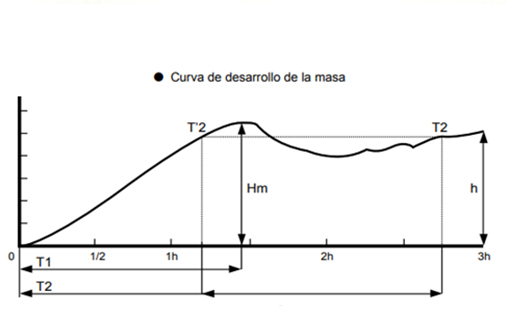 ● Curva de desarrollo de la masa
T'2
T2
Hm
h
0
1/2
1h
2h
3h
T1
T2